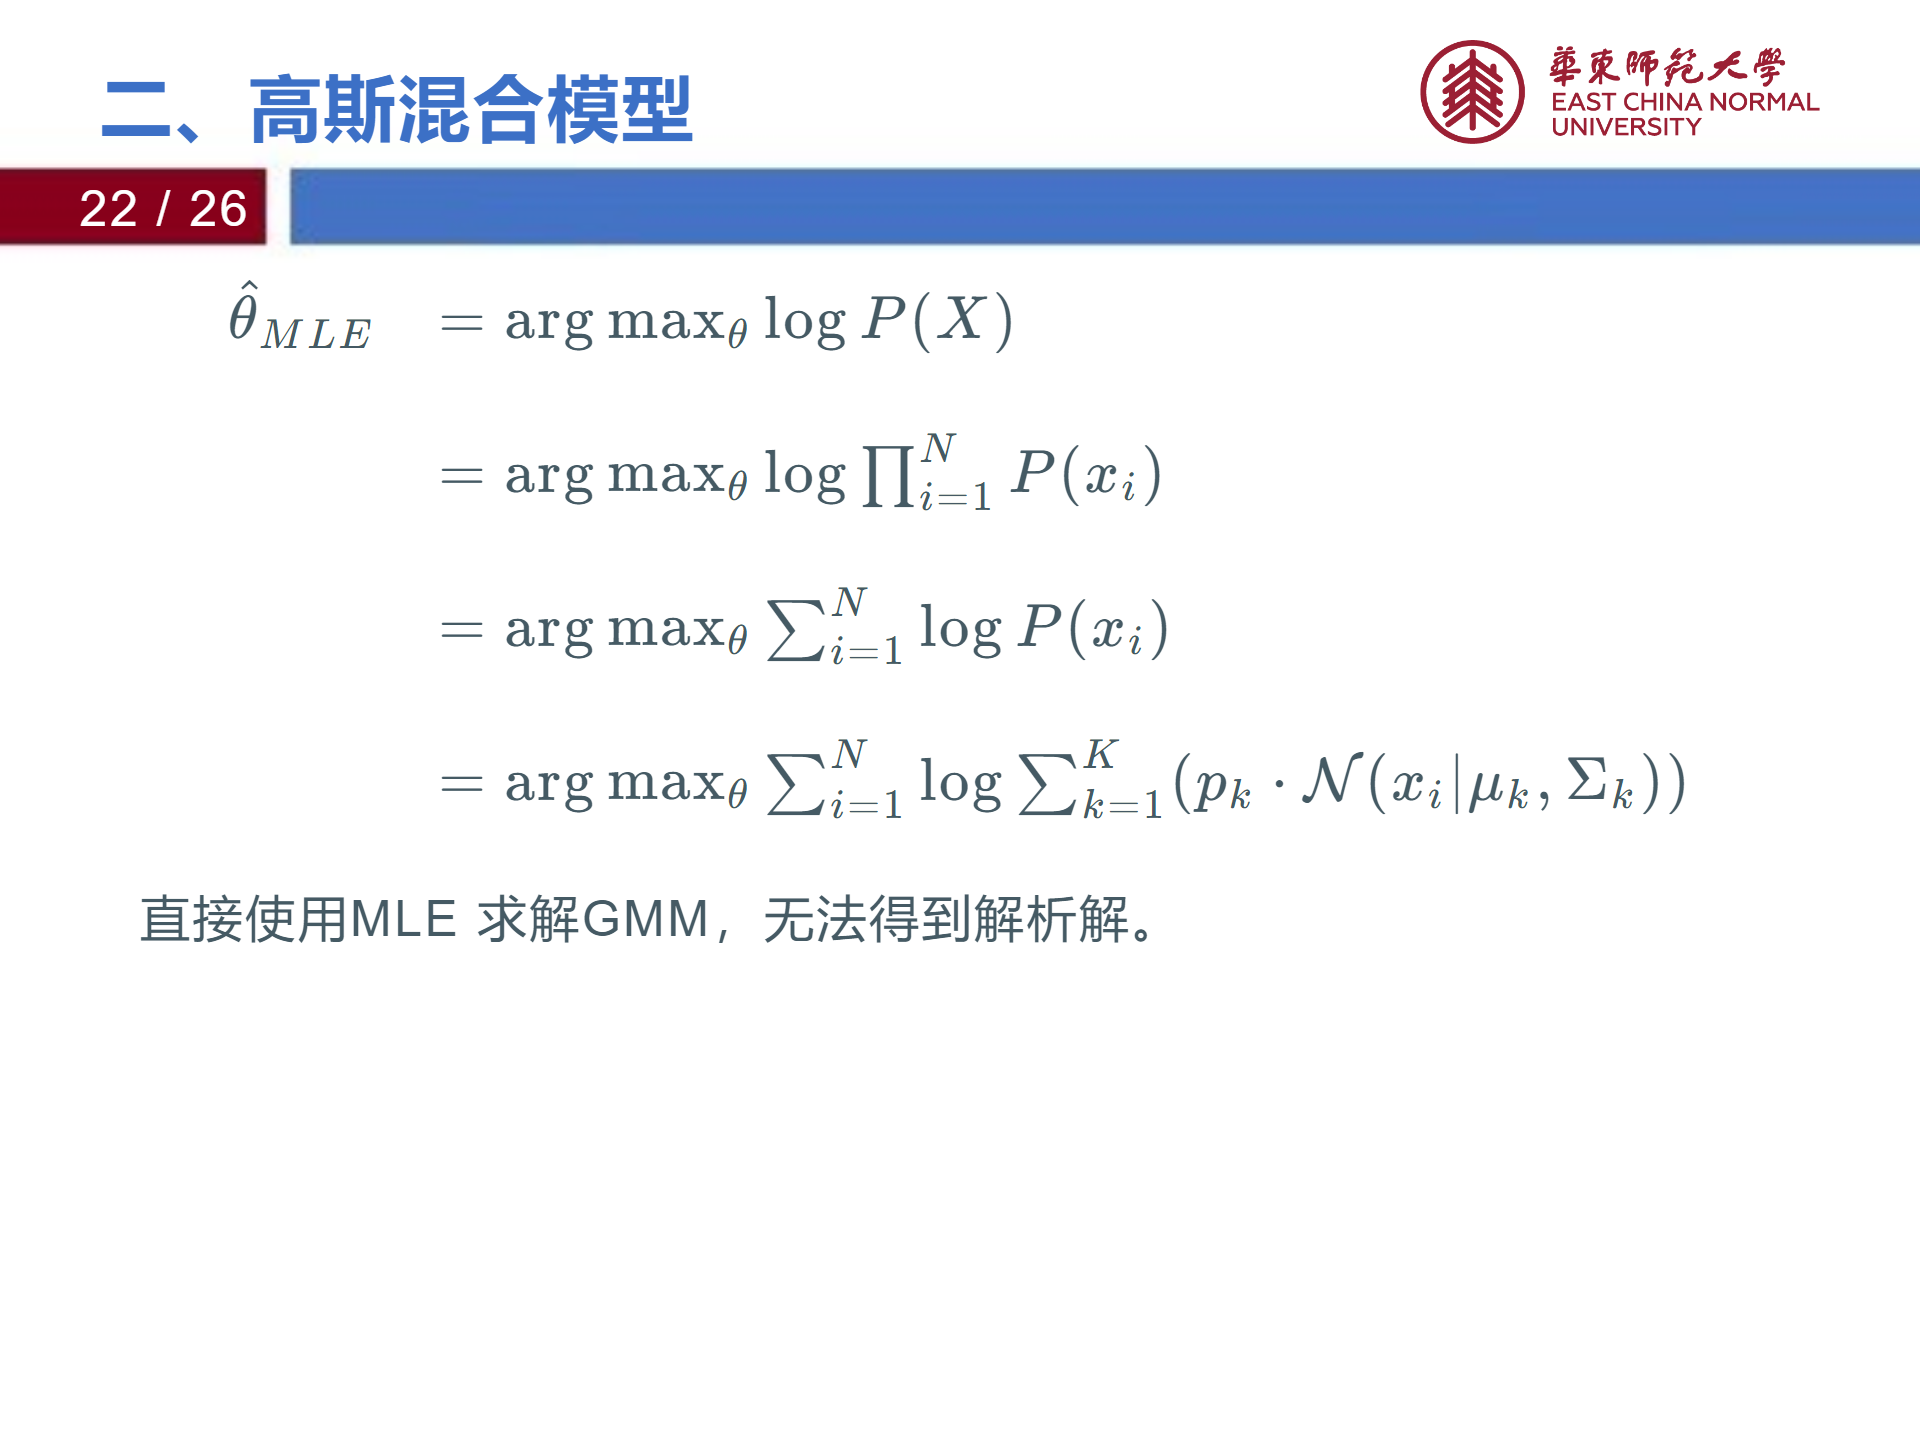 二、高斯混合模型
華東師範大學
EAST CHINA NORMAL
UNIVERSITY
22 / 26
θ̂_{MLE} = arg max_θ log P(X)
= arg max_θ log ∏_{i=1}^{N} P(x_i)
= arg max_θ ∑_{i=1}^{N} log P(x_i)
= arg max_θ ∑_{i=1}^{N} log ∑_{k=1}^{K} (p_k · 𝒩(x_i|μ_k, Σ_k))
直接使用MLE 求解GMM，无法得到解析解。